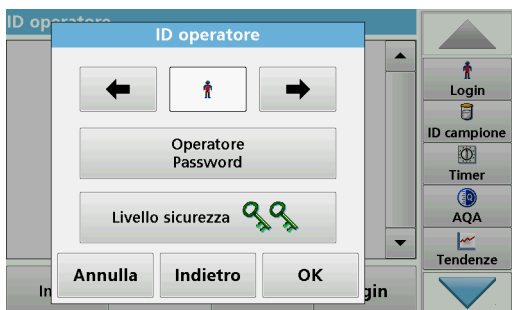 ID operatore
ID operatore
Login
ID campione
Timer
AQA
Tendenze
Operatore
Password
Livello sicurezza
Annulla
Indietro
OK